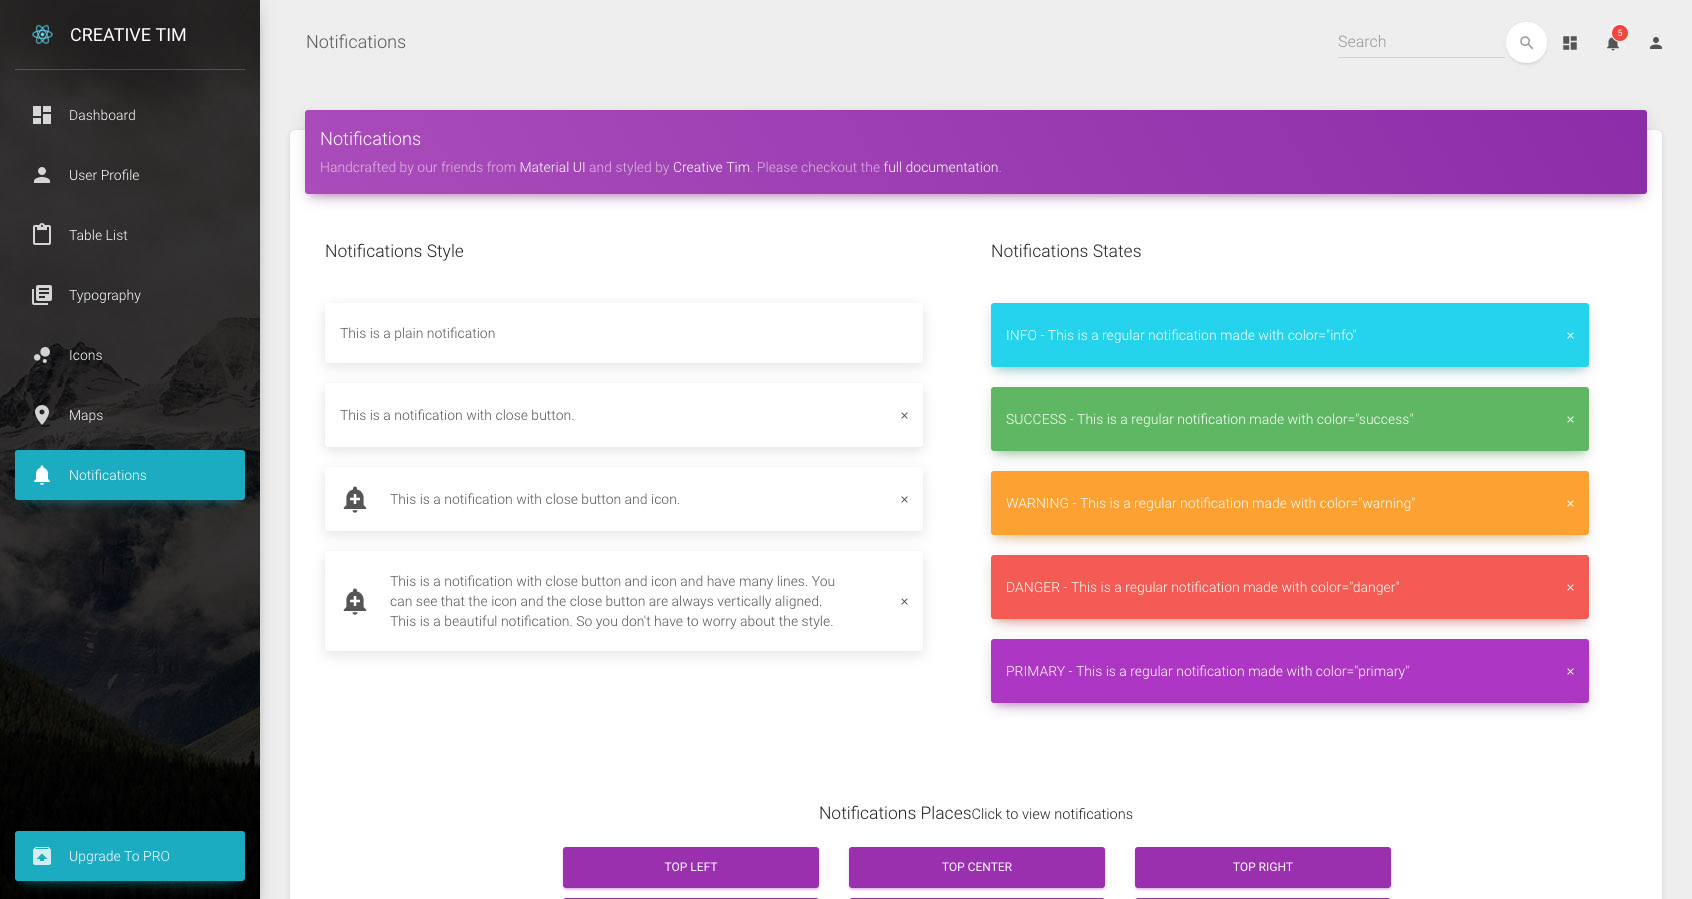 CREATIVE TIM
Dashboard
User Profile
Table List
Typography
Icons
Maps
Notifications
Upgrade To PRO
Notifications
Search
5
Notifications
Handcrafted by our friends from Material UI and styled by Creative Tim. Please checkout the full documentation.
Notifications Style
This is a plain notification
This is a notification with close button.
×
This is a notification with close button and icon.
×
This is a notification with close button and icon and have many lines. You
can see that the icon and the close button are always vertically aligned.
This is a beautiful notification. So you don't have to worry about the style.
×
Notifications States
INFO - This is a regular notification made with color="info"
×
SUCCESS - This is a regular notification made with color="success"
×
WARNING - This is a regular notification made with color="warning"
×
DANGER - This is a regular notification made with color="danger"
×
PRIMARY - This is a regular notification made with color="primary"
×
Notifications PlacesClick to view notifications
TOP LEFT
TOP CENTER
TOP RIGHT